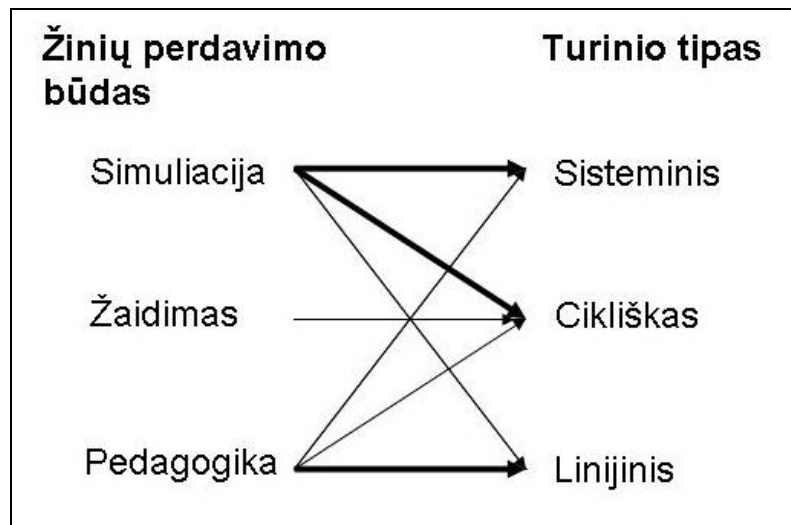 Žinių perdavimo
būdas
Turinio tipas
Simuliacija
Sisteminis
Žaidimas
Cikliškas
Pedagogika
Linijinis